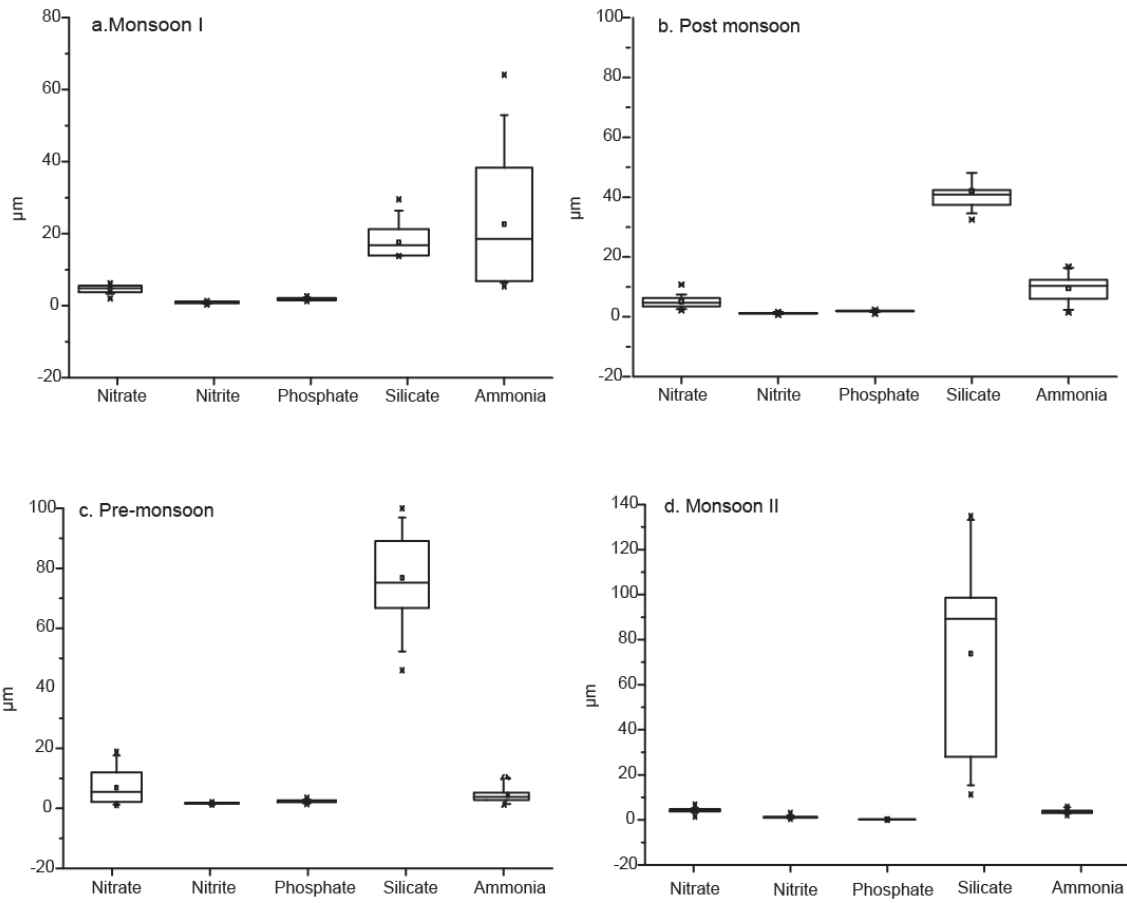 a.Monsoon I
80
60
40
20
0
-20
µm
Nitrate Nitrite Phosphate Silicate Ammonia
b. Post monsoon
100
80
60
40
20
0
-20
µm
Nitrate Nitrite Phosphate Silicate Ammonia
c. Pre-monsoon
100
80
60
40
20
0
-20
µm
Nitrate Nitrite Phosphate Silicate Ammonia
d. Monsoon II
140
120
100
80
60
40
20
0
-20
µm
Nitrate Nitrite Phosphate Silicate Ammonia